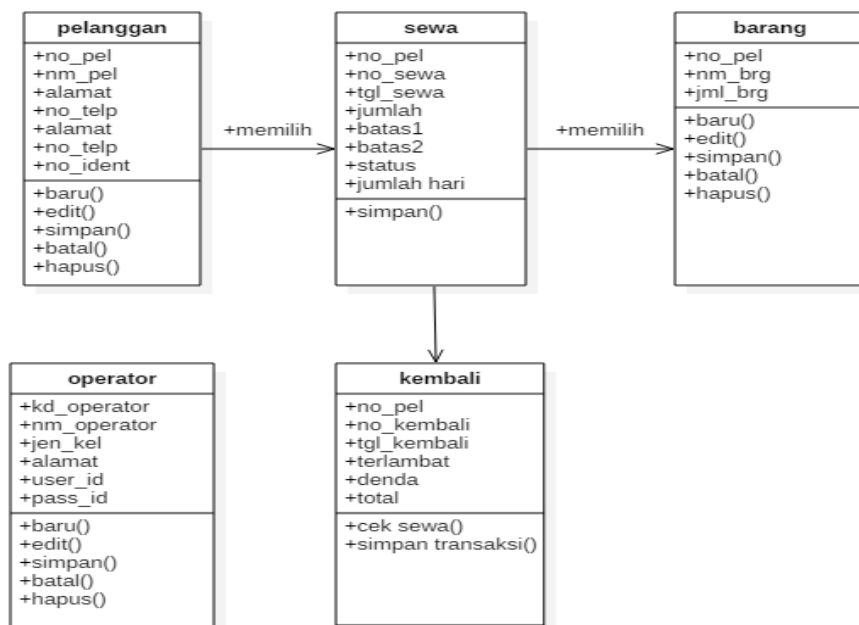 pelanggan
+no_pel
+nm_pel
+alamat
+no_telp
+alamat
+no_telp
+no_ident
+baru()
+edit()
+simpan()
+batal()
+hapus()
+memilih
sewa
+no_pel
+no_sewa
+tgl_sewa
+jumlah
+batas1
+batas2
+status
+jumlah hari
+simpan()
+memilih
barang
+no_pel
+nm_brg
+jml_brg
+baru()
+edit()
+simpan()
+batal()
+hapus()
operator
+kd_operator
+nm_operator
+jen_kel
+alamat
+user_id
+pass_id
+baru()
+edit()
+simpan()
+batal()
+hapus()
kembali
+no_pel
+no_kembali
+tgl_kembali
+terlambat
+denda
+total
+cek sewa()
+simpan transaksi()